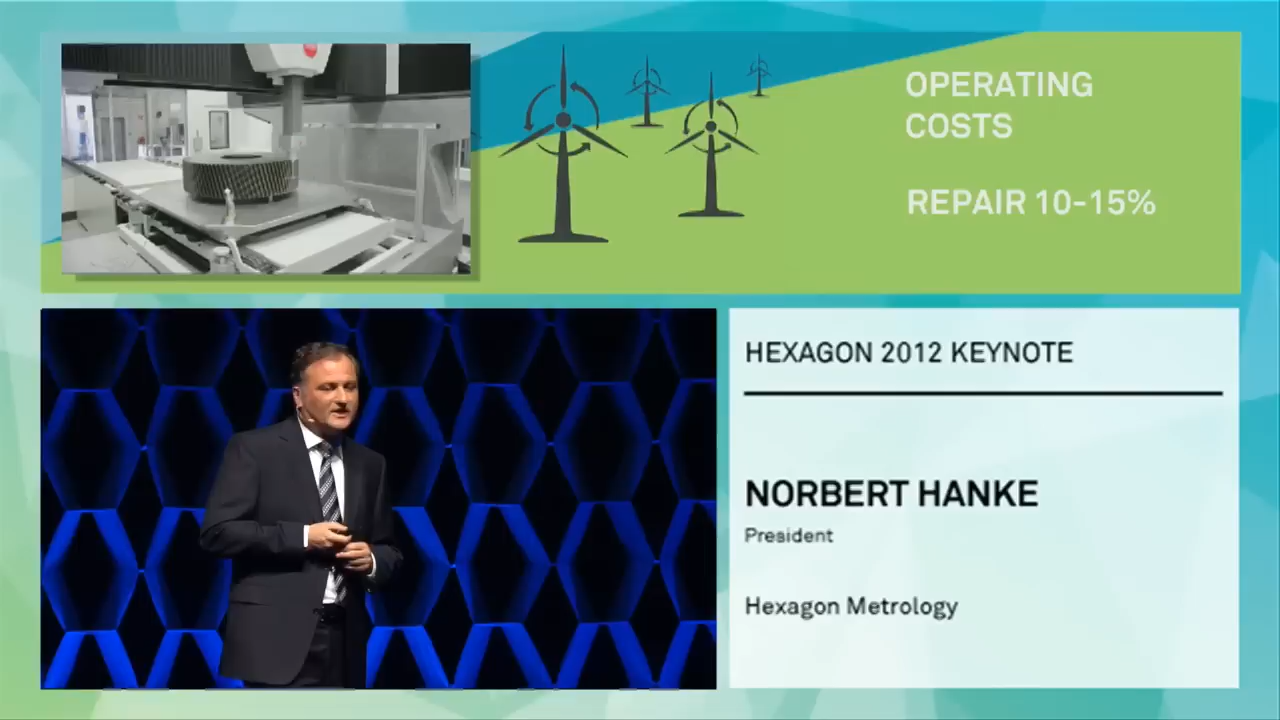 OPERATING
COSTS
REPAIR 10-15%
HEXAGON 2012 KEYNOTE
NORBERT HANKE
President
Hexagon Metrology